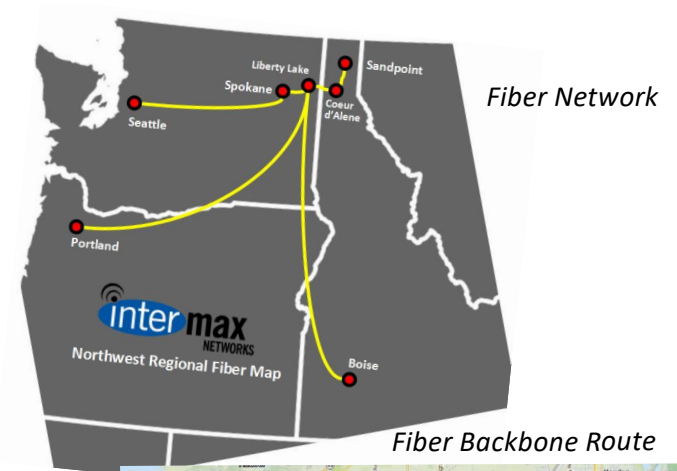 Liberty Lake
Sandpoint
Spokane
Coeur
d'Alene
Seattle
Fiber Network
Portland
inter max
NETWORKS
Northwest Regional Fiber Map
Boise
Fiber Backbone Route